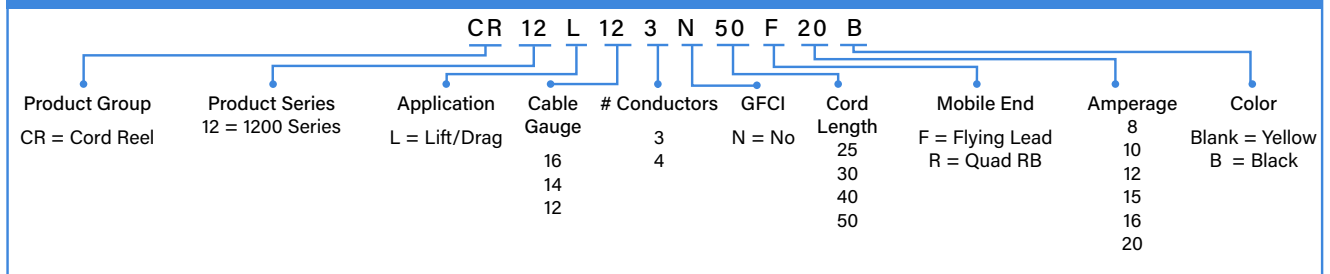 CR 12 L 12 3 N 50 F 20 B
Product Group
CR = Cord Reel
Product Series
12 = 1200 Series
Application
L = Lift/Drag
Cable
Gauge
16
14
12
# Conductors
3
4
GFCI
N = No
Cord
Length
25
30
40
50
Mobile End
F = Flying Lead
R = Quad RB
Amperage
8
10
12
15
16
20
Color
Blank = Yellow
B = Black